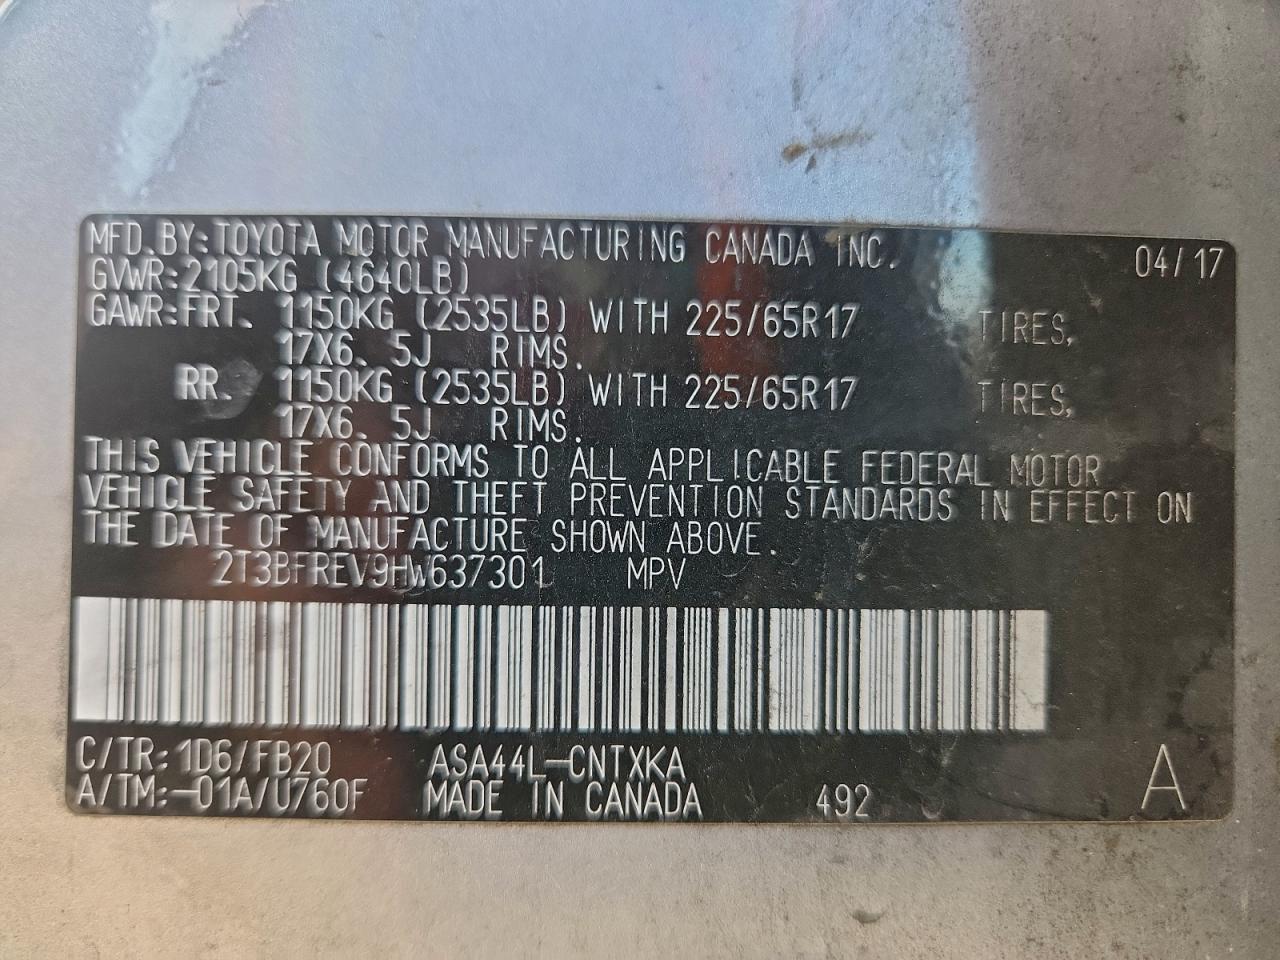 MFD.BY:TOYOTA MOTOR MANUFACTURING CANADA INC. 04/17
GVWR:2105KG (4640LB)
GAWR:FRT. 1150KG (2535LB) WITH 225/65R17 TIRES,
17X6.5J RIMS.
RR. 1150KG (2535LB) WITH 225/65R17 TIRES,
17X6.5J RIMS.
THIS VEHICLE CONFORMS TO ALL APPLICABLE FEDERAL MOTOR
VEHICLE SAFETY AND THEFT PREVENTION STANDARDS IN EFFECT ON
THE DATE OF MANUFACTURE SHOWN ABOVE.
2T3BFREV9HW637301 MPV
C/TR:1D6/FB20 ASA44L-CNTXKA A
A/TM:-01A/U760F MADE IN CANADA 492